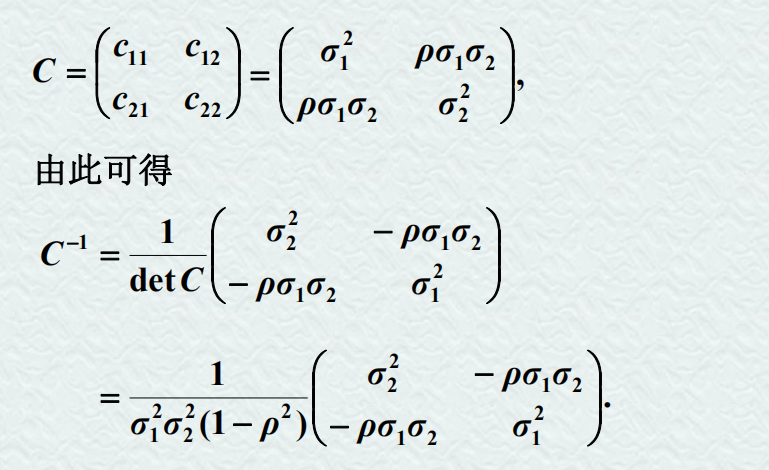 C = ( c₁₁ c₁₂ ) = ( σ₁² ρσ₁σ₂ ) ,
( c₂₁ c₂₂ ) ( ρσ₁σ₂ σ₂² )
由此可得
C⁻¹ = 1/det C ( σ₂² − ρσ₁σ₂ )
( − ρσ₁σ₂ σ₁² )
= 1/σ₁²σ₂²(1 − ρ²) ( σ₂² − ρσ₁σ₂ ) .
( − ρσ₁σ₂ σ₁² )